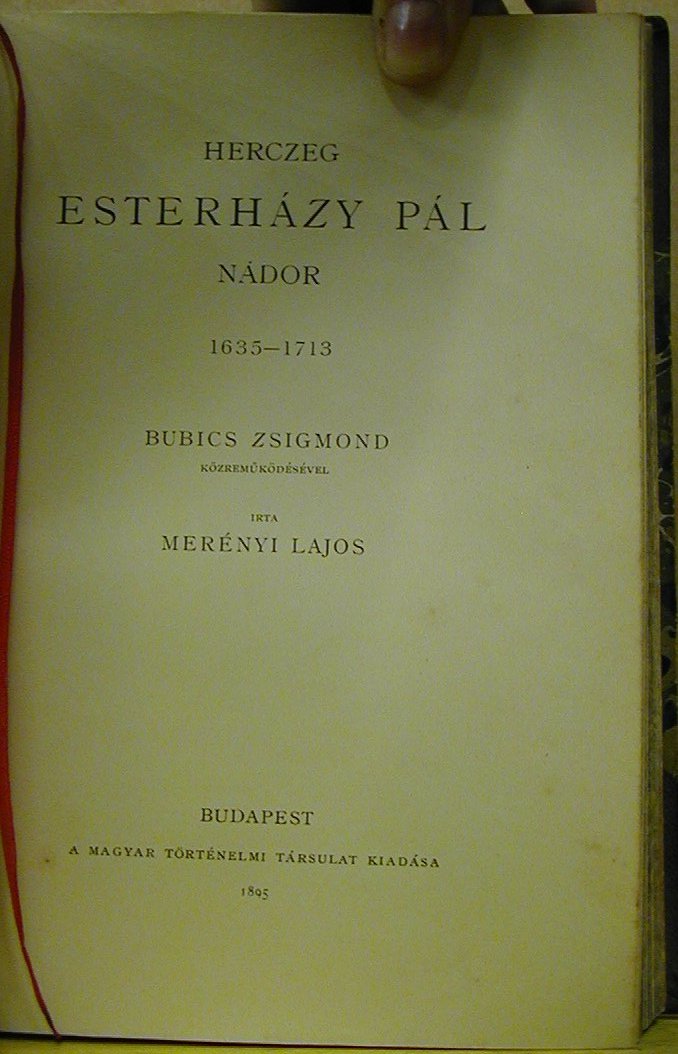 HERCZEG
ESTERHÁZY PÁL
NÁDOR
1635—1713
BUBICS ZSIGMOND
KÖZREMŰKÖDÉSÉVEL
IRTA
MERÉNYI LAJOS
BUDAPEST
A MAGYAR TÖRTÉNELMI TÁRSULAT KIADÁSA
1895